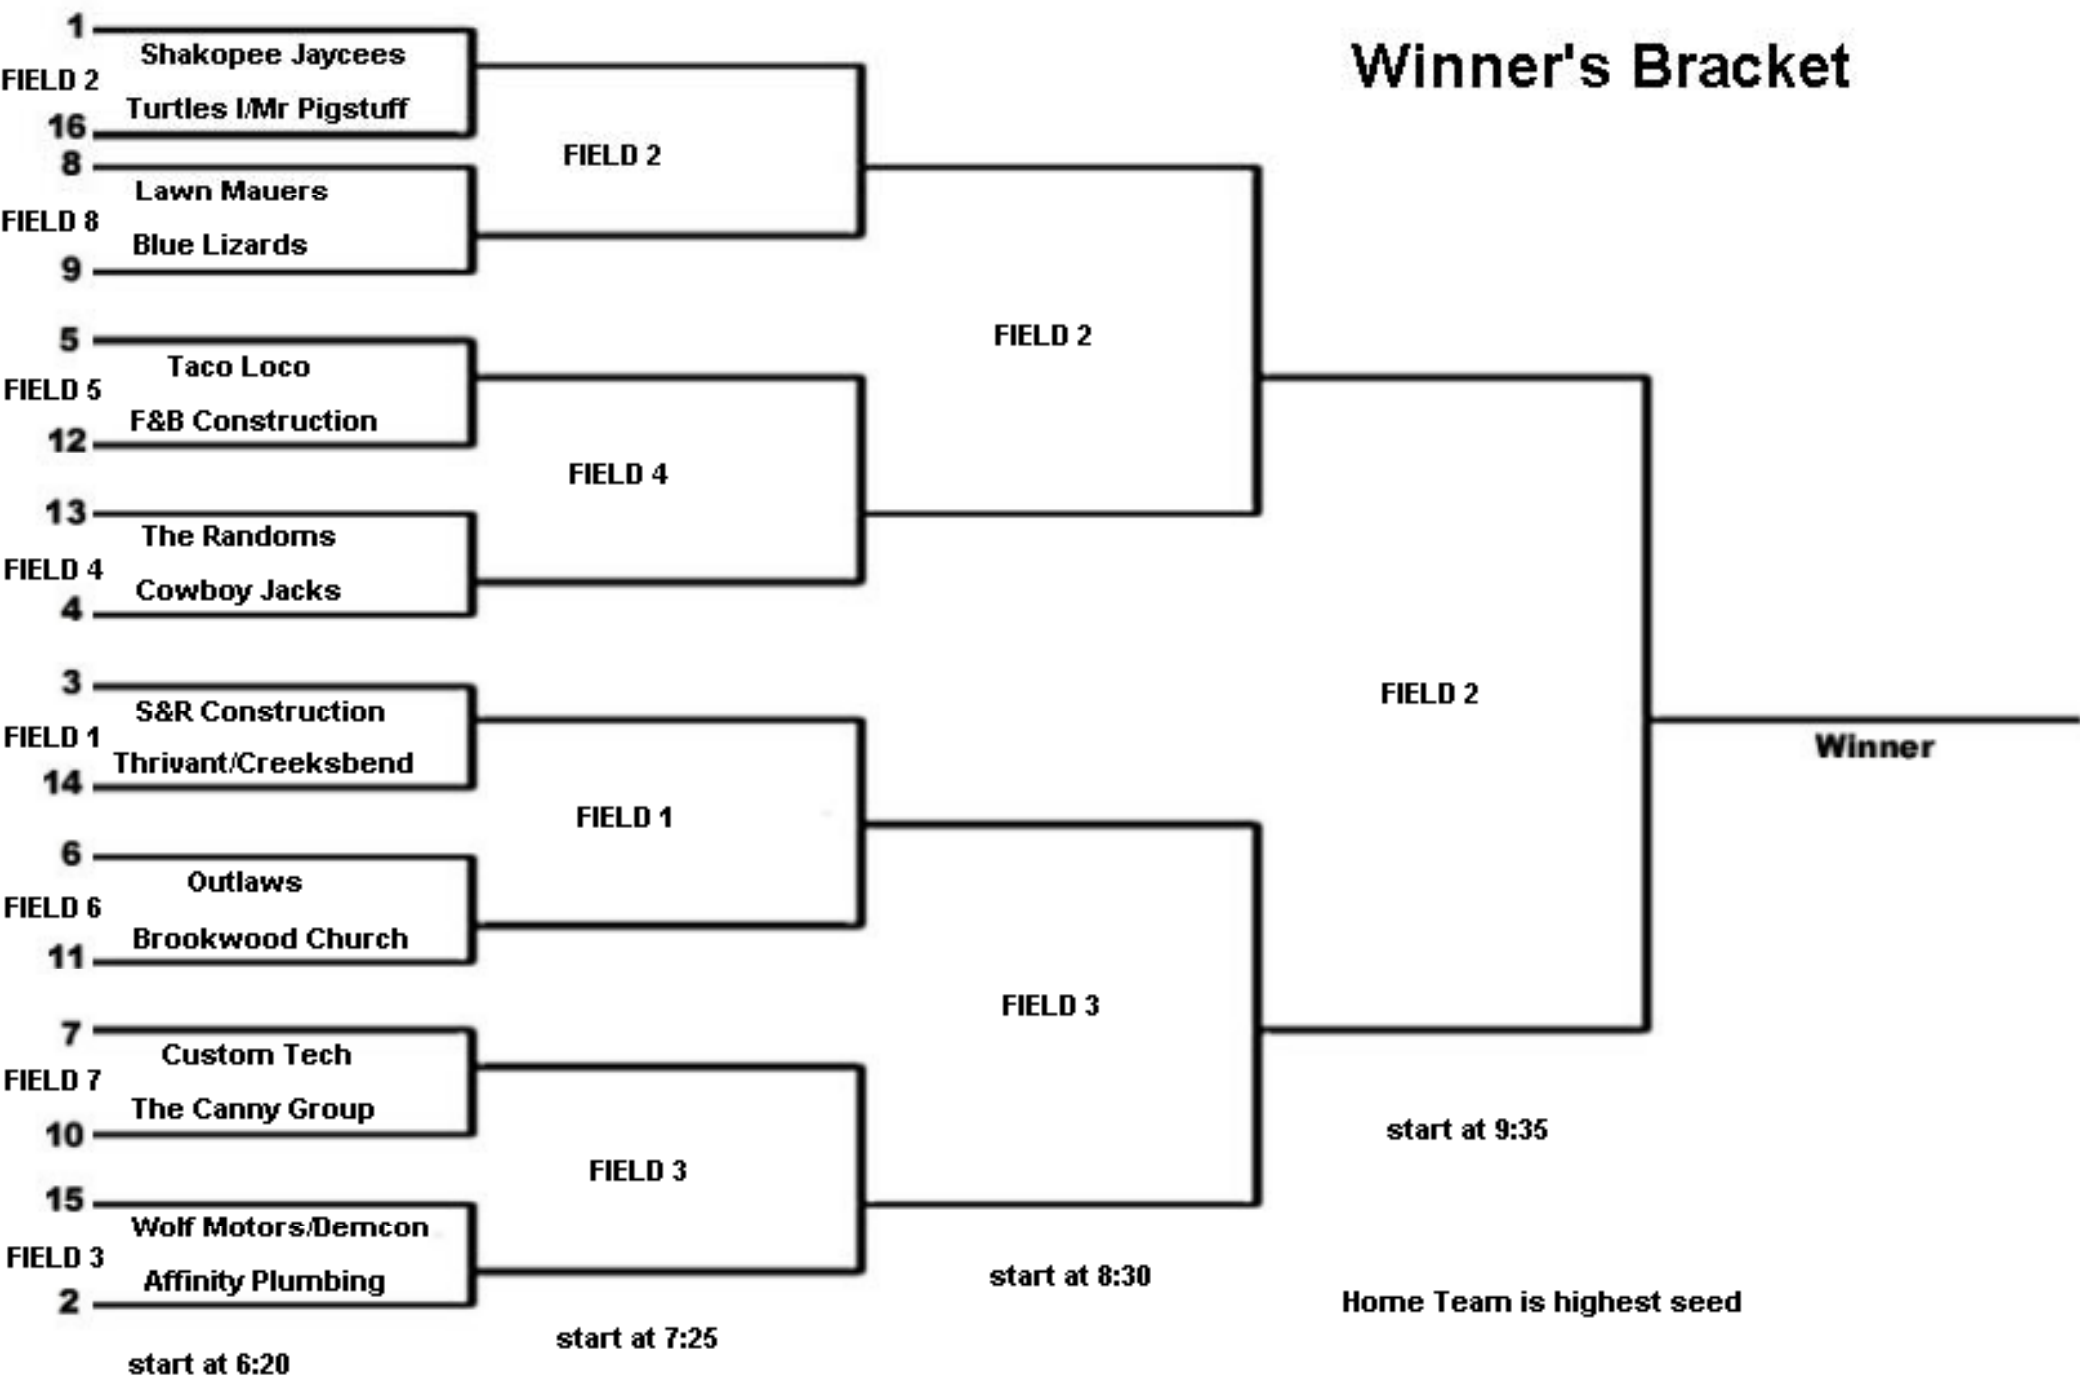 Winner's Bracket
1
Shakopee Jaycees
FIELD 2
Turtles I/Mr Pigstuff
16
8
Lawn Mauers
FIELD 8
Blue Lizards
9
5
Taco Loco
FIELD 5
F&B Construction
12
13
The Randoms
FIELD 4
Cowboy Jacks
4
3
S&R Construction
FIELD 1
Thrivant/Creeksbend
14
6
Outlaws
FIELD 6
Brookwood Church
11
7
Custom Tech
FIELD 7
The Canny Group
10
15
Wolf Motors/Demcon
FIELD 3
Affinity Plumbing
2
start at 6:20
FIELD 2
FIELD 4
FIELD 1
FIELD 3
start at 7:25
FIELD 2
FIELD 3
start at 8:30
FIELD 2
start at 9:35
Winner
Home Team is highest seed